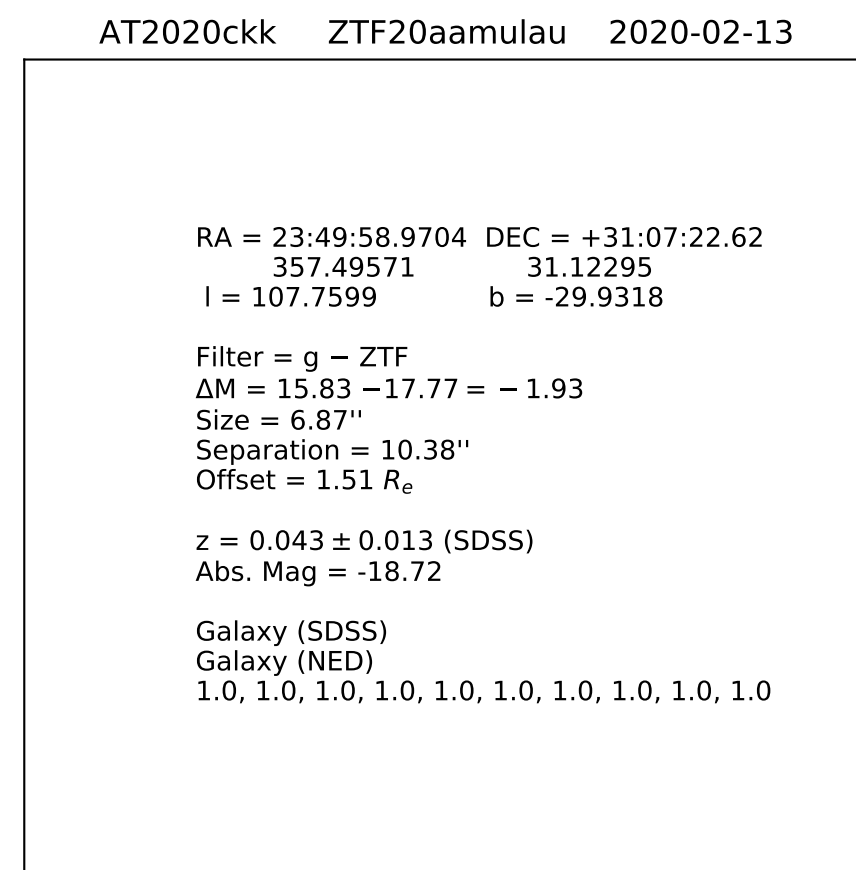 AT2020ckk ZTF20aamulau 2020-02-13
RA = 23:49:58.9704 DEC = +31:07:22.62
357.49571 31.12295
l = 107.7599 b = -29.9318
Filter = g − ZTF
ΔM = 15.83 −17.77 = − 1.93
Size = 6.87''
Separation = 10.38''
Offset = 1.51 Rₑ
z = 0.043 ± 0.013 (SDSS)
Abs. Mag = -18.72
Galaxy (SDSS)
Galaxy (NED)
1.0, 1.0, 1.0, 1.0, 1.0, 1.0, 1.0, 1.0, 1.0, 1.0